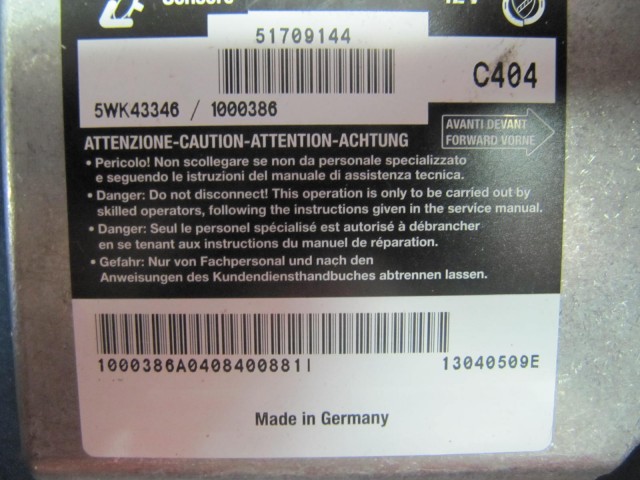 12V
51709144
C404
5WK43346 / 1000386
ATTENZIONE-CAUTION-ATTENTION-ACHTUNG
AVANTI DEVANT
FORWARD VORNE
• Pericolo! Non scollegare se non da personale specializzato
e seguendo le istruzioni del manuale di assistenza tecnica.
• Danger: Do not disconnect! This operation is only to be carried out by
skilled operators, following the instructions given in the service manual.
• Danger: Seul le personel spécialisé est autorisé à débrancher
en se tenant aux instructions du manuel de réparation.
• Gefahr: Nur von Fachpersonal und nach den
Anweisungen des Kundendiensthandbuches abtrennen lassen.
1000386A0408400881I
13040509E
Made in Germany